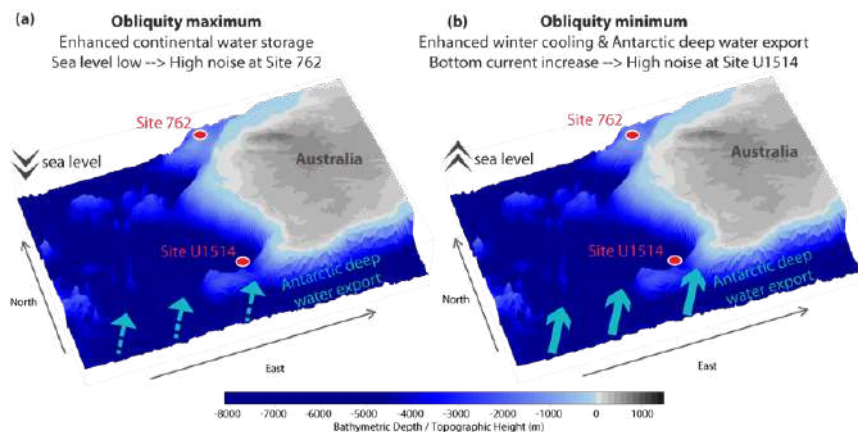 (a)
Obliquity maximum
Enhanced continental water storage
Sea level low --> High noise at Site 762
Site 762
sea level
Australia
Site U1514
Antarctic deep
water export
North
East
(b)
Obliquity minimum
Enhanced winter cooling & Antarctic deep water export
Bottom current increase --> High noise at Site U1514
Site 762
sea level
Australia
Site U1514
Antarctic deep
water export
North
East
-8000 -7000 -6000 -5000 -4000 -3000 -2000 -1000 0 1000
Bathymetric Depth / Topographic Height (m)